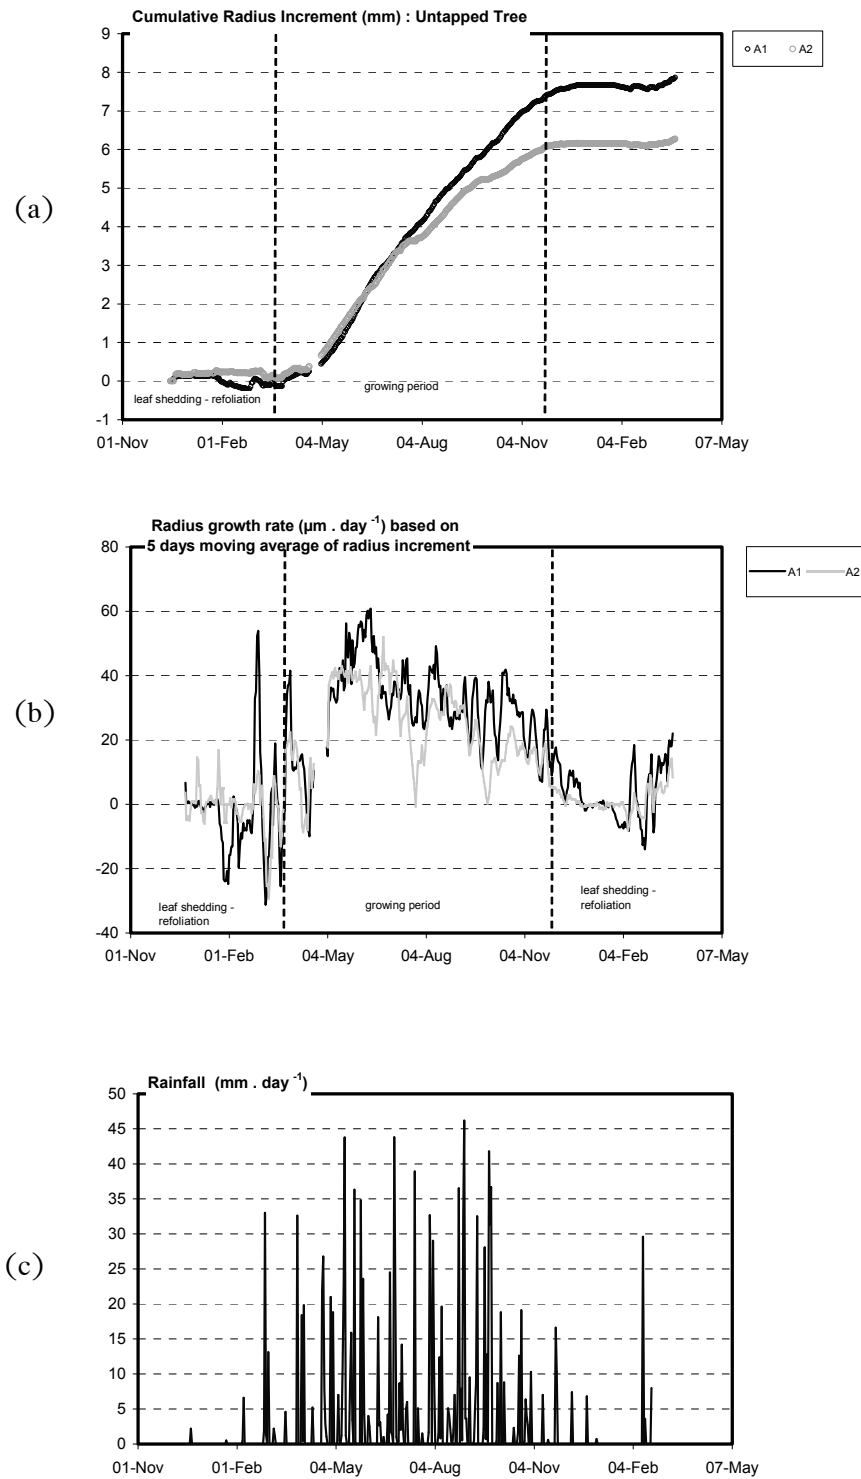 Cumulative Radius Increment (mm) : Untapped Tree
9
8
7
6
5
4
3
2
1
0
-1
A1 A2
(a)
leaf shedding - refoliation growing period
01-Nov 01-Feb 04-May 04-Aug 04-Nov 04-Feb 07-May
Radius growth rate (µm . day -1) based on
5 days moving average of radius increment
80
60
40
20
0
-20
-40
A1 A2
(b)
leaf shedding -
refoliation
growing period
leaf shedding -
refoliation
01-Nov 01-Feb 04-May 04-Aug 04-Nov 04-Feb 07-May
Rainfall (mm . day -1)
50
45
40
35
30
25
20
15
10
5
0
(c)
01-Nov 01-Feb 04-May 04-Aug 04-Nov 04-Feb 07-May